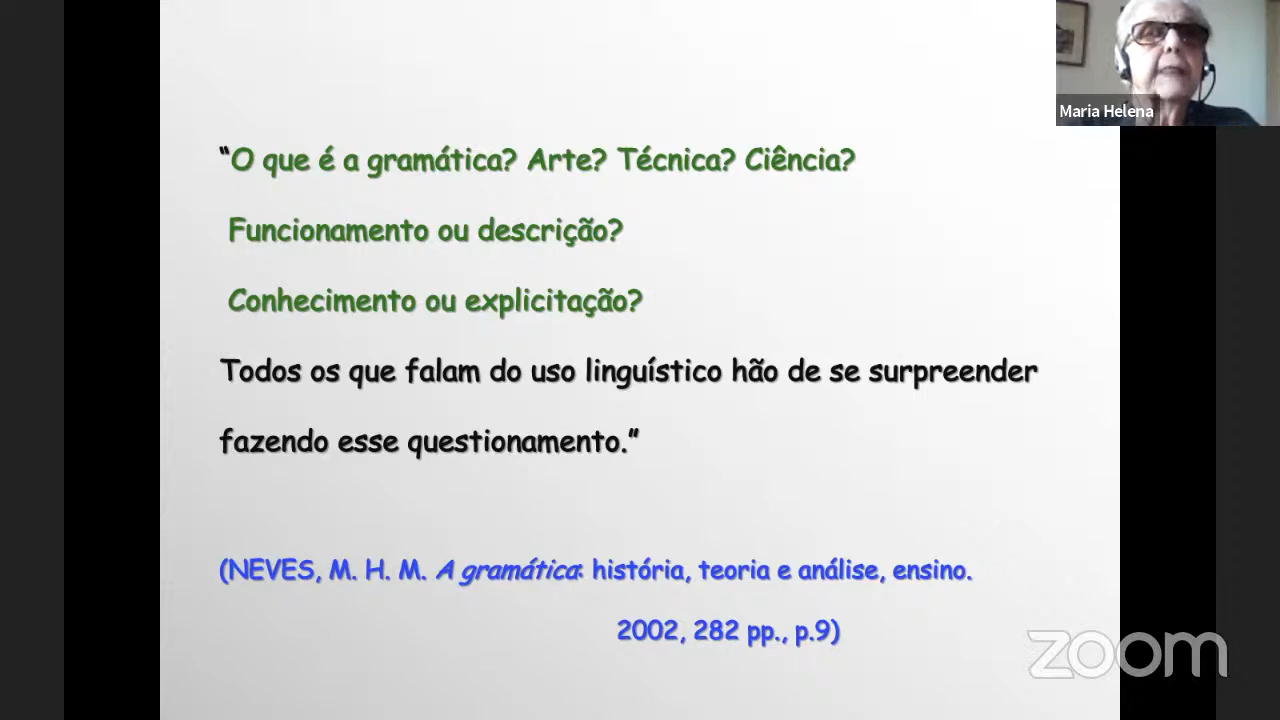 Maria Helena
“O que é a gramática? Arte? Técnica? Ciência?
Funcionamento ou descrição?
Conhecimento ou explicitação?
Todos os que falam do uso linguístico hão de se surpreender
fazendo esse questionamento.”
(NEVES, M. H. M. A gramática: história, teoria e análise, ensino.
2002, 282 pp., p.9)
zoom